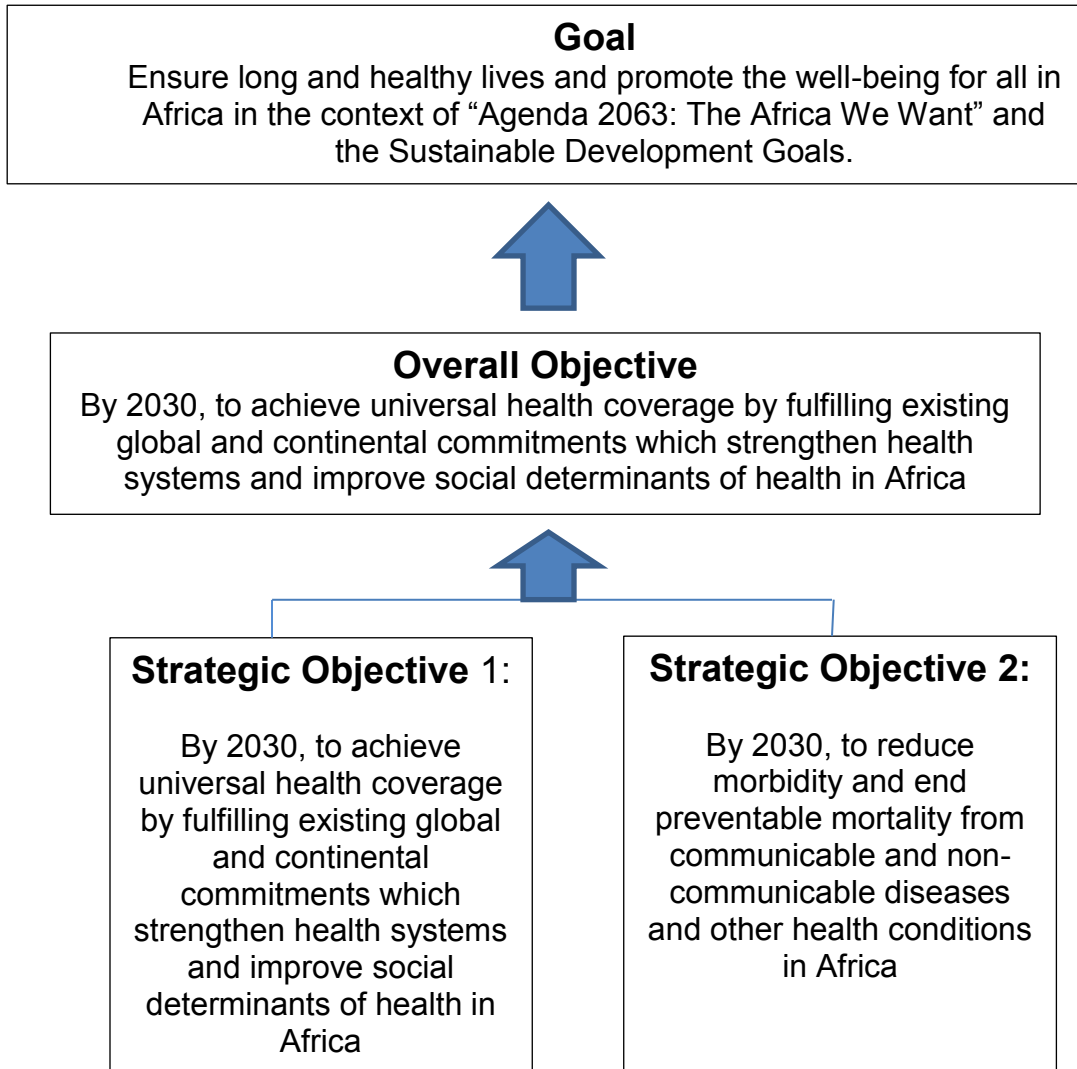 Goal
Ensure long and healthy lives and promote the well-being for all in
Africa in the context of “Agenda 2063: The Africa We Want” and
the Sustainable Development Goals.
Overall Objective
By 2030, to achieve universal health coverage by fulfilling existing
global and continental commitments which strengthen health
systems and improve social determinants of health in Africa
Strategic Objective 1:
By 2030, to achieve
universal health coverage
by fulfilling existing global
and continental
commitments which
strengthen health systems
and improve social
determinants of health in
Africa
Strategic Objective 2:
By 2030, to reduce
morbidity and end
preventable mortality from
communicable and non-
communicable diseases
and other health conditions
in Africa